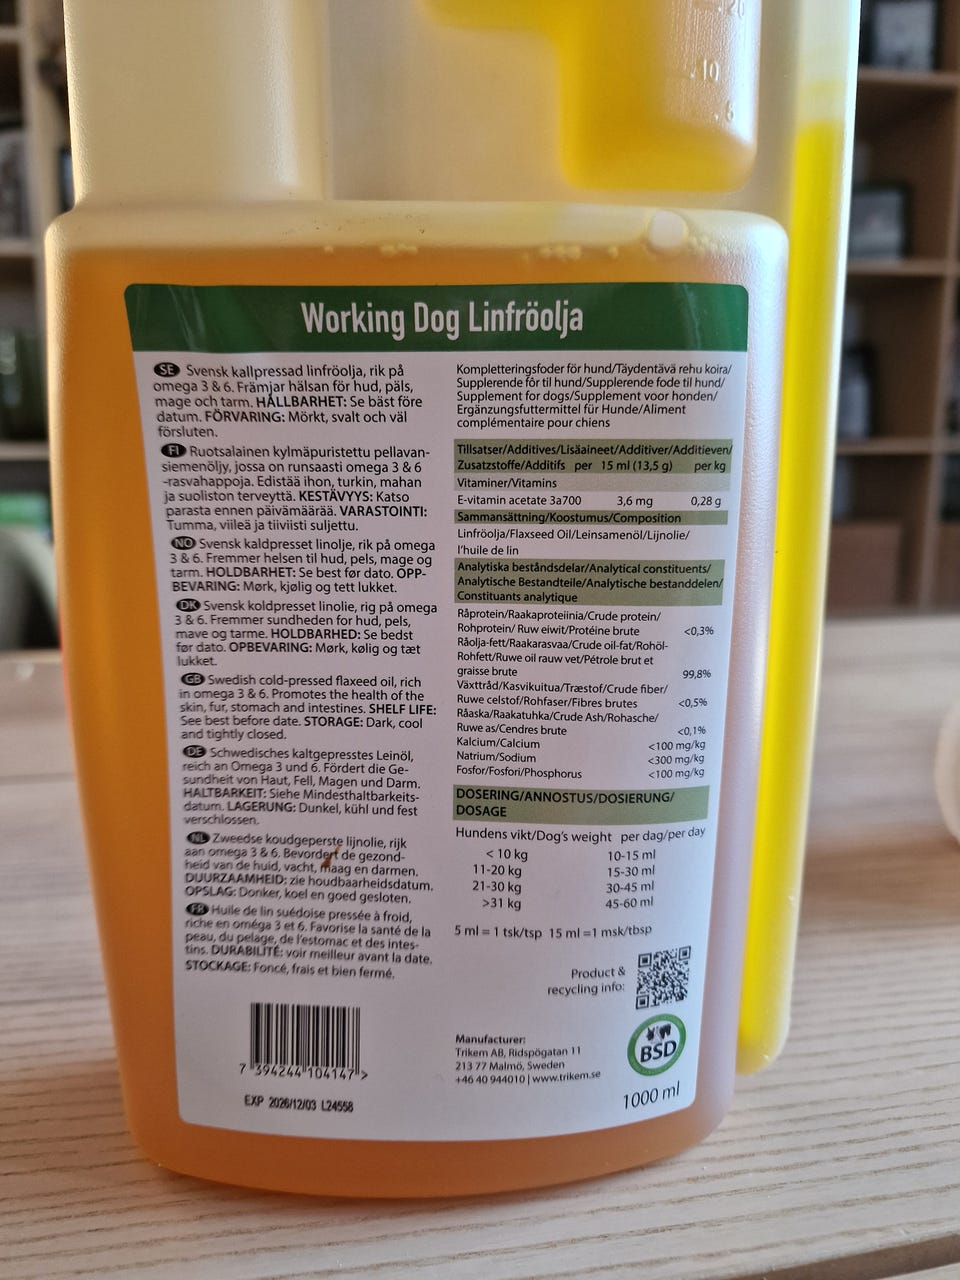 20
10
6
Working Dog Linfröolja
SE Svensk kallpressad linfröolja, rik på
omega 3 & 6. Främjar hälsan för hud, päls,
mage och tarm. HÅLLBARHET: Se bäst före
datum. FÖRVARING: Mörkt, svalt och väl
försluten.
FI Ruotsalainen kylmäpuristettu pellavan-
siemenöljy, jossa on runsaasti omega 3 & 6
-rasvahappoja. Edistää ihon, turkin, mahan
ja suoliston terveyttä. KESTÄVYYS: Katso
parasta ennen päivämäärää. VARASTOINTI:
Tumma, viileä ja tiiviisti suljettu.
NO Svensk kaldpresset linolje, rik på omega
3 & 6. Fremmer helsen til hud, pels, mage og
tarm. HOLDBARHET: Se best før dato. OPP-
BEVARING: Mørk, kjølig og tett lukket.
DK Svensk koldpresset linolie, rig på omega
3 & 6. Fremmer sundheden for hud, pels,
mave og tarme. HOLDBARHED: Se bedst
før dato. OPBEVARING: Mørk, kølig og tæt
lukket.
GB Swedish cold-pressed flaxeed oil, rich
in omega 3 & 6. Promotes the health of the
skin, fur, stomach and intestines. SHELF LIFE:
See best before date. STORAGE: Dark, cool
and tightly closed.
DE Schwedisches kaltgepresstes Leinöl,
reich an Omega 3 und 6. Fördert die Ge-
sundheit von Haut, Fell, Magen und Darm.
HALTBARKEIT: Siehe Mindesthaltbarkeits-
datum. LAGERUNG: Dunkel, kühl und fest
verschlossen.
NL Zweedse koudgeperste lijnolie, rijk
aan omega 3 & 6. Bevordert de gezond-
heid van de huid, vacht, maag en darmen.
DUURZAAMHEID: zie houdbaarheidsdatum.
OPSLAG: Donker, koel en goed gesloten.
FR Huile de lin suédoise pressée à froid,
riche en oméga 3 et 6. Favorise la santé de la
peau, du pelage, de l'estomac et des intes-
tins. DURABILITÉ: voir meilleur avant la date.
STOCKAGE: Foncé, frais et bien fermé.
7 394244 104147 >
EXP 2026/12/03 L24558
Kompletteringsfoder för hund/Täydentävä rehu koira/
Supplerende fôr til hund/Supplerende fode til hund/
Supplement for dogs/Supplement voor honden/
Ergänzungsfuttermittel für Hunde/Aliment
complémentaire pour chiens
Tillsatser/Additives/Lisäaineet/Additiver/Additieven/
Zusatzstoffe/Additifs per 15 ml (13,5 g) per kg
Vitaminer/Vitamins
E-vitamin acetate 3a700 3,6 mg 0,28 g
Sammansättning/Koostumus/Composition
Linfröolja/Flaxseed Oil/Leinsamenöl/Lijnolie/
l'huile de lin
Analytiska beståndsdelar/Analytical constituents/
Analytische Bestandteile/Analytische bestanddelen/
Constituants analytique
Råprotein/Raakaproteiinia/Crude protein/
Rohprotein/ Ruw eiwit/Protéine brute <0,3%
Råolja-fett/Raakarasvaa/Crude oil-fat/Rohöl-
Rohfett/Ruwe oil rauw vet/Pétrole brut et
graisse brute 99,8%
Växttråd/Kasvikuitua/Træstof/Crude fiber/
Ruwe celstof/Rohfaser/Fibres brutes <0,5%
Råaska/Raakatuhka/Crude Ash/Rohasche/
Ruwe as/Cendres brute <0,1%
Kalcium/Calcium <100 mg/kg
Natrium/Sodium <300 mg/kg
Fosfor/Fosfori/Phosphorus <100 mg/kg
DOSERING/ANNOSTUS/DOSIERUNG/
DOSAGE
Hundens vikt/Dog's weight per dag/per day
< 10 kg 10-15 ml
11-20 kg 15-30 ml
21-30 kg 30-45 ml
>31 kg 45-60 ml
5 ml = 1 tsk/tsp 15 ml =1 msk/tbsp
Product &
recycling info:
Manufacturer:
Trikem AB, Ridspögatan 11
213 77 Malmö, Sweden
+46 40 944010 | www.trikem.se
BSD
1000 ml